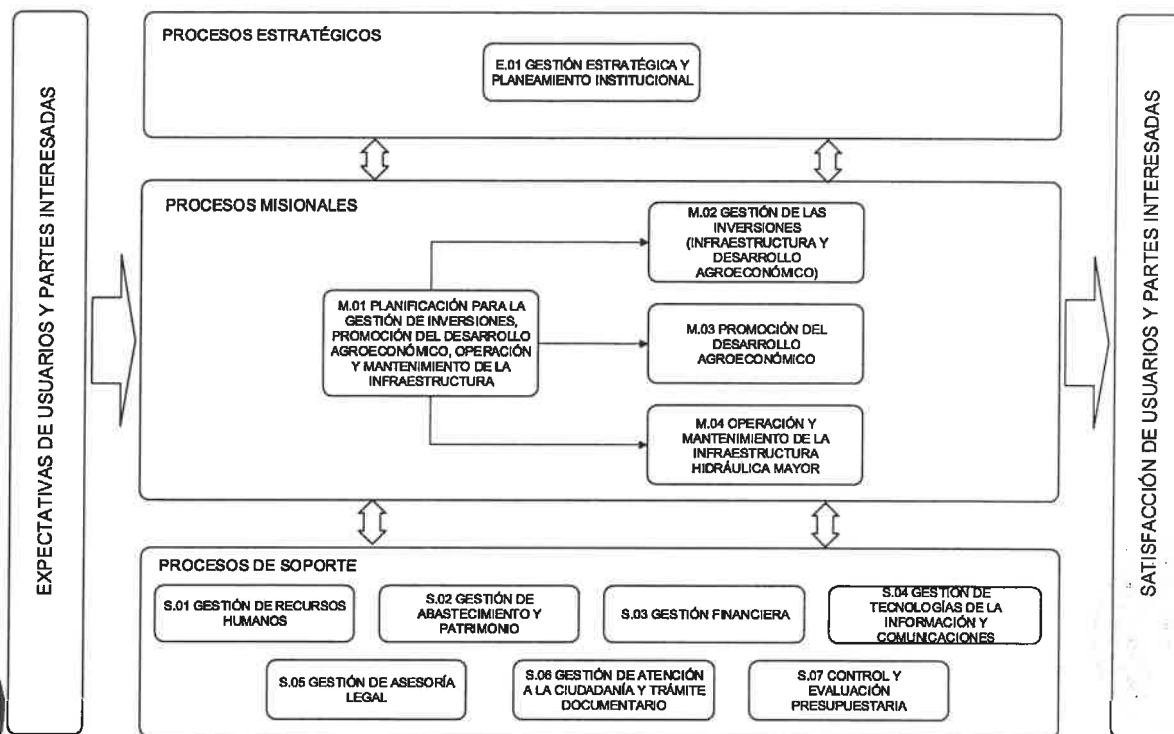 EXPECTATIVAS DE USUARIOS Y PARTES INTERESADAS
PROCESOS ESTRATÉGICOS
E.01 GESTIÓN ESTRATÉGICA Y
PLANEAMIENTO INSTITUCIONAL
PROCESOS MISIONALES
M.01 PLANIFICACIÓN PARA LA
GESTIÓN DE INVERSIONES,
PROMOCIÓN DEL DESARROLLO
AGROECONÓMICO, OPERACIÓN
Y MANTENIMIENTO DE LA
INFRAESTRUCTURA
M.02 GESTIÓN DE LAS
INVERSIONES
(INFRAESTRUCTURA Y
DESARROLLO
AGROECONÓMICO)
M.03 PROMOCIÓN DEL
DESARROLLO
AGROECONÓMICO
M.04 OPERACIÓN Y
MANTENIMIENTO DE LA
INFRAESTRUCTURA
HIDRÁULICA MAYOR
PROCESOS DE SOPORTE
S.01 GESTIÓN DE RECURSOS
HUMANOS
S.02 GESTIÓN DE
ABASTECIMIENTO Y
PATRIMONIO
S.03 GESTIÓN FINANCIERA
S.04 GESTIÓN DE
TECNOLOGÍAS DE LA
INFORMACIÓN Y
COMUNICACIONES
S.05 GESTIÓN DE ASESORÍA
LEGAL
S.06 GESTIÓN DE ATENCIÓN
A LA CIUDADANÍA Y TRÁMITE
DOCUMENTARIO
S.07 CONTROL Y
EVALUACIÓN
PRESUPUESTARIA
SATISFACCIÓN DE USUARIOS Y PARTES INTERESADAS